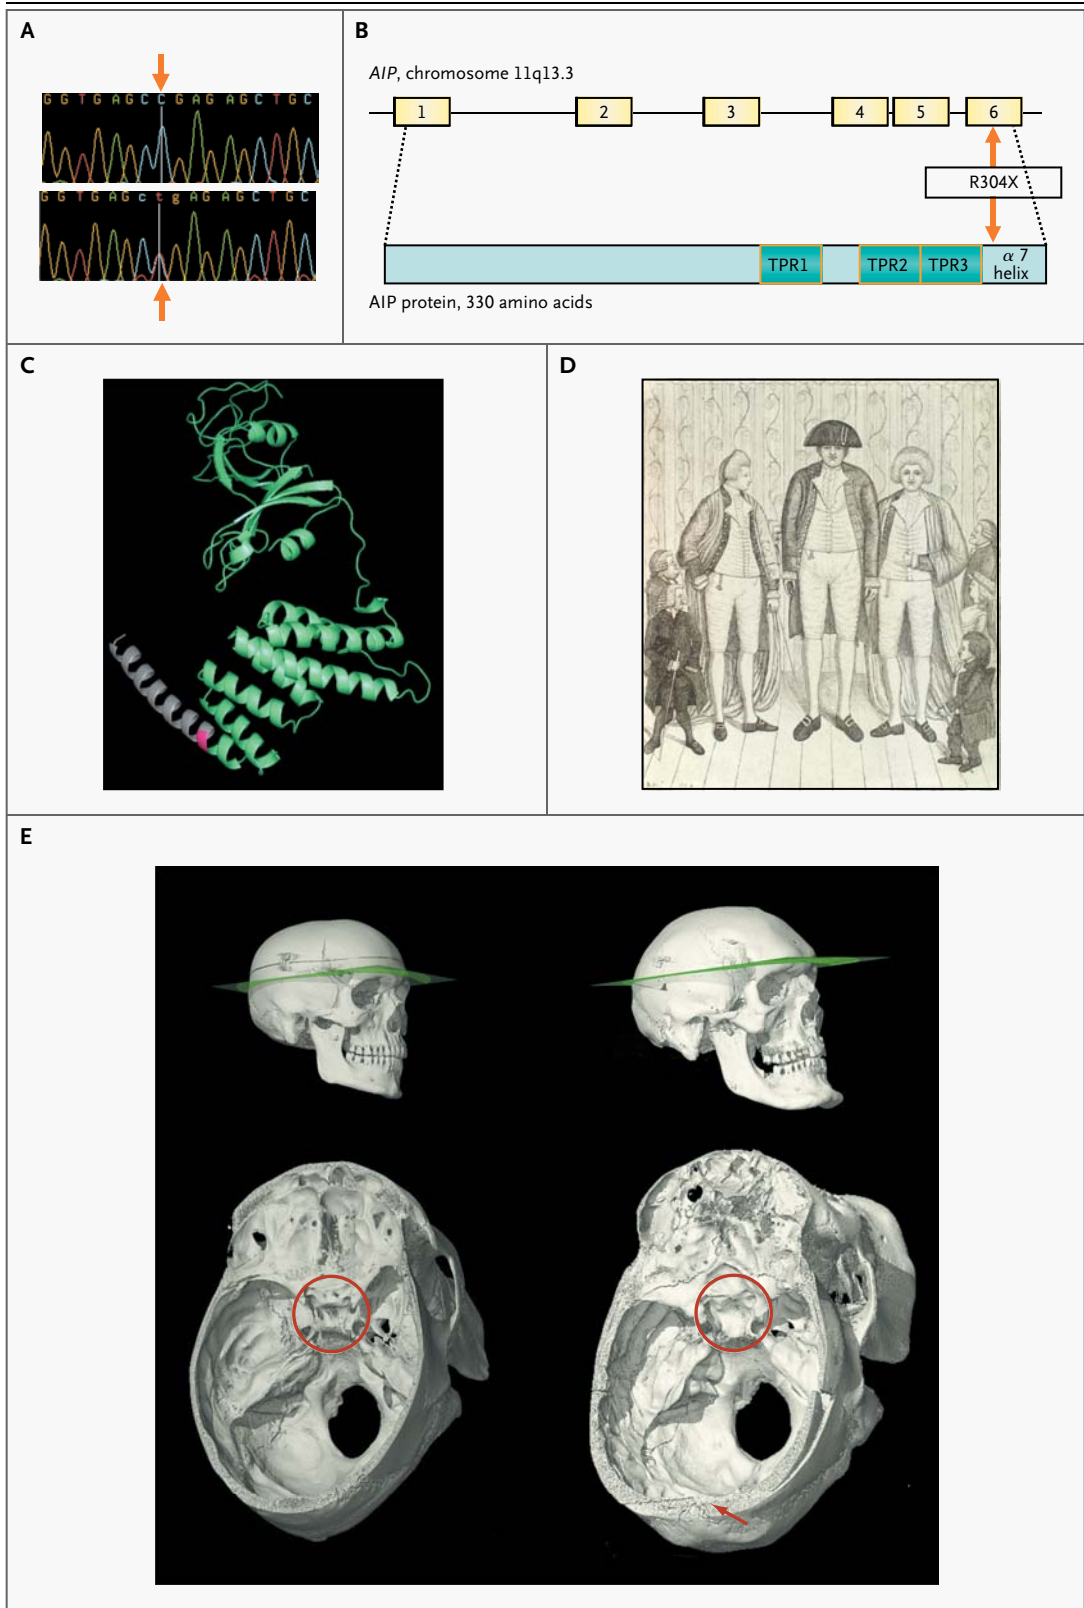 A
G G T G A G C C G A G A G C T G C
G G T G A G c t g A G A G C T G C
B
AIP, chromosome 11q13.3
1 2 3 4 5 6
R304X
TPR1 TPR2 TPR3 α 7
helix
AIP protein, 330 amino acids
C
D
E